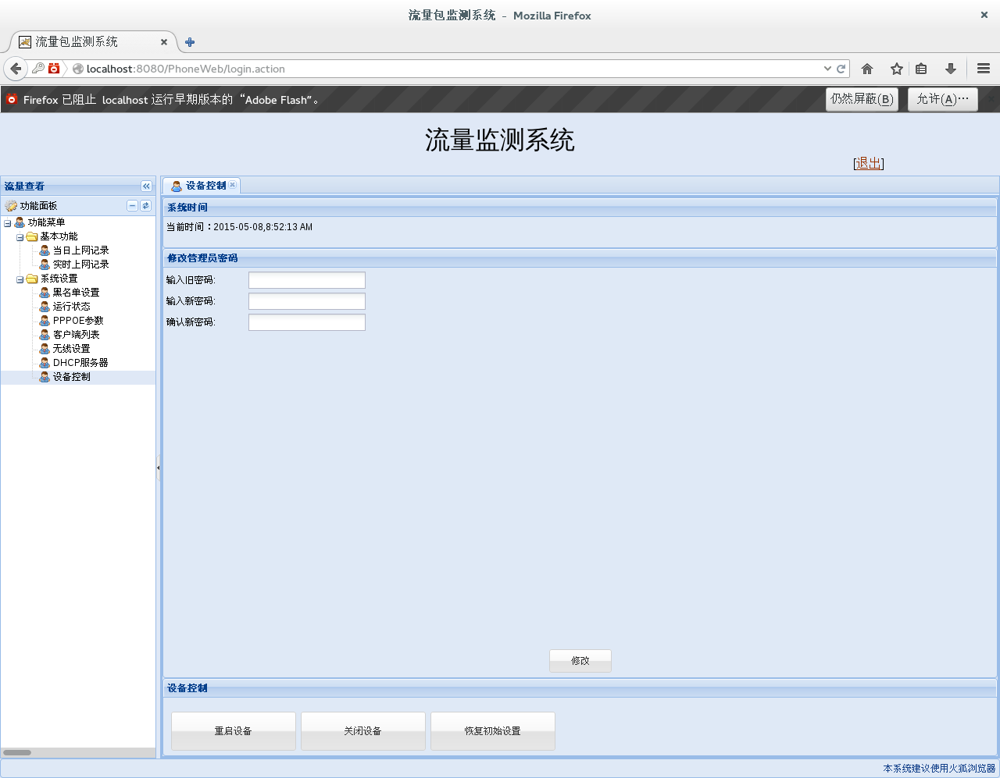 流量包监测系统 - Mozilla Firefox
流量包监测系统
localhost:8080/PhoneWeb/login.action
Firefox 已阻止 localhost 运行早期版本的“Adobe Flash”。
仍然屏蔽(B)
允许(A)…
流量监测系统
[退出]
流量查看
功能面板
功能菜单
基本功能
当日上网记录
实时上网记录
系统设置
黑名单设置
运行状态
PPPOE参数
客户端列表
无线设置
DHCP服务器
设备控制
设备控制
系统时间
当前时间：2015-05-08,8:52:13 AM
修改管理员密码
输入旧密码:
输入新密码:
确认新密码:
修改
设备控制
重启设备
关闭设备
恢复初始设置
本系统建议使用火狐浏览器